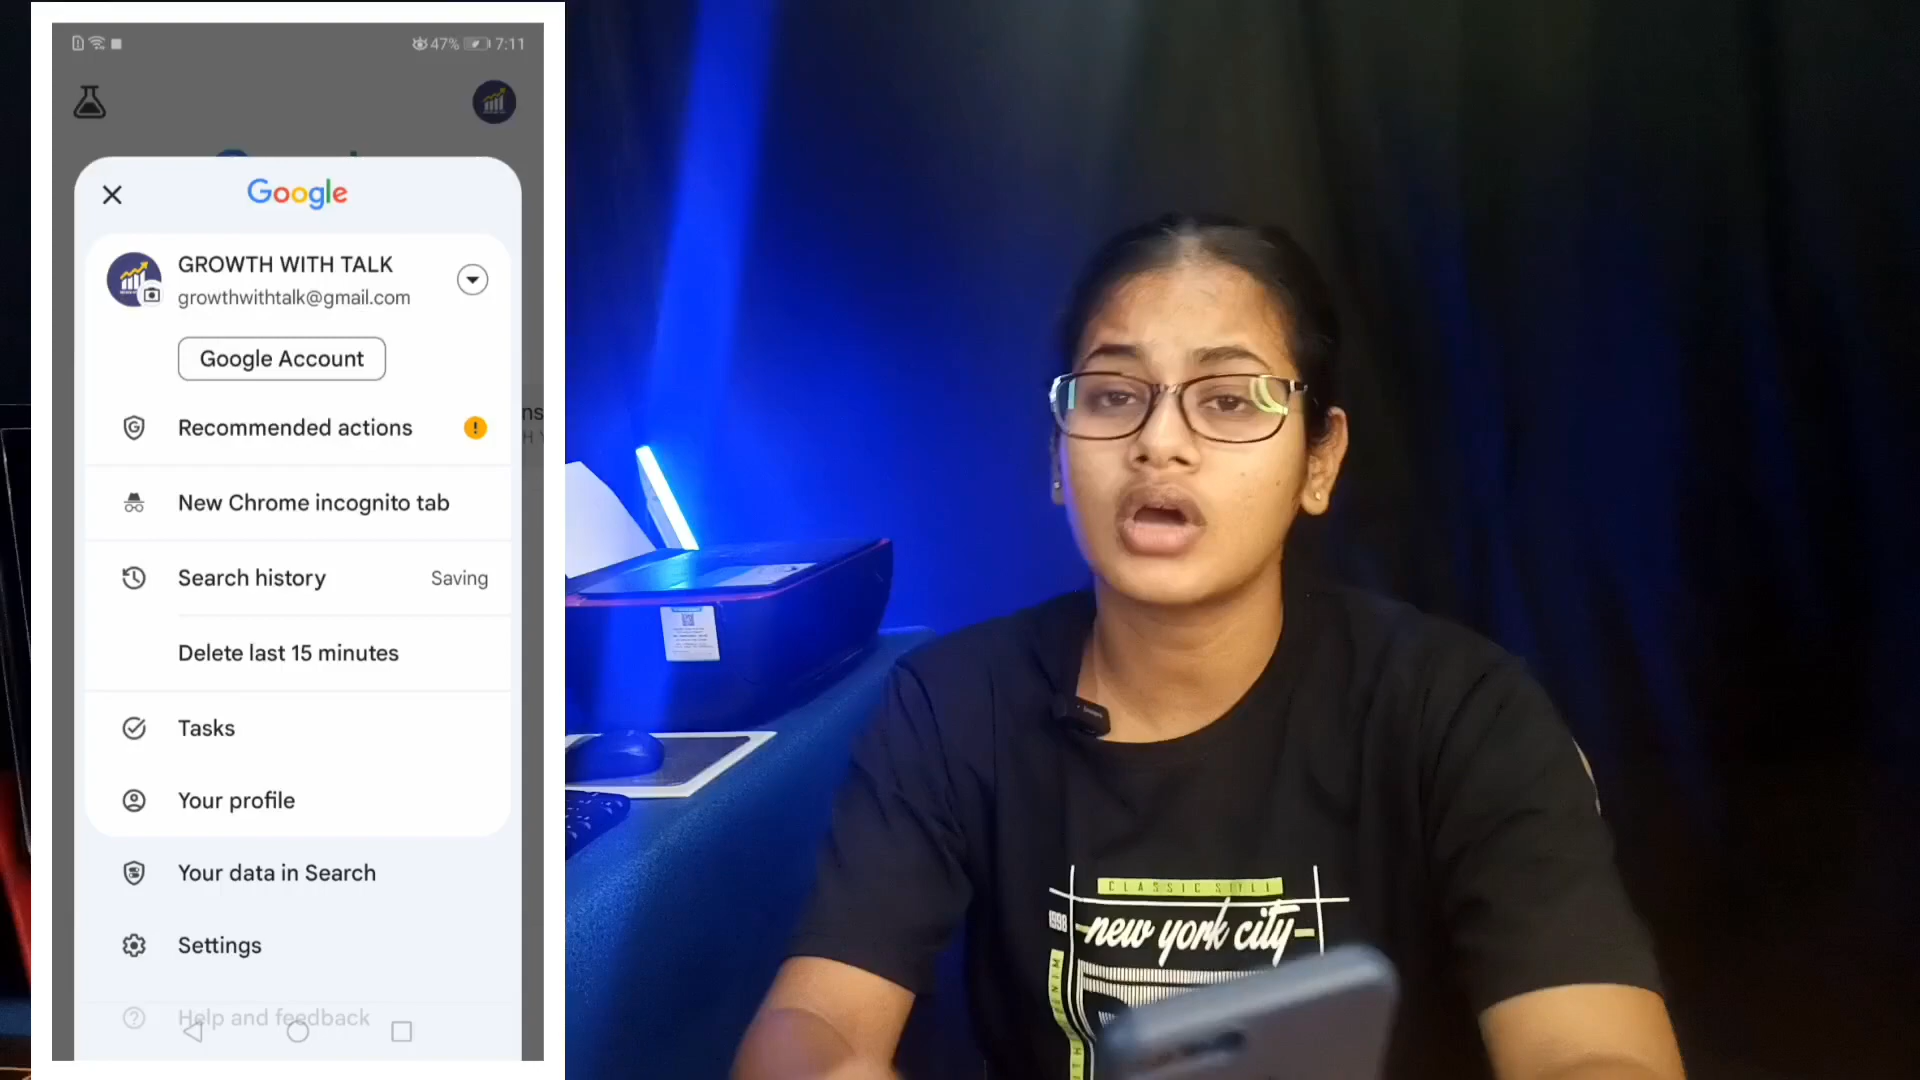 47% 7:11
Google
GROWTH WITH TALK
growthwithtalk@gmail.com
Google Account
Recommended actions
New Chrome incognito tab
Search history Saving
Delete last 15 minutes
Tasks
Your profile
Your data in Search
Settings
Help and feedback
CLASSIC STYLE
1998
new york city